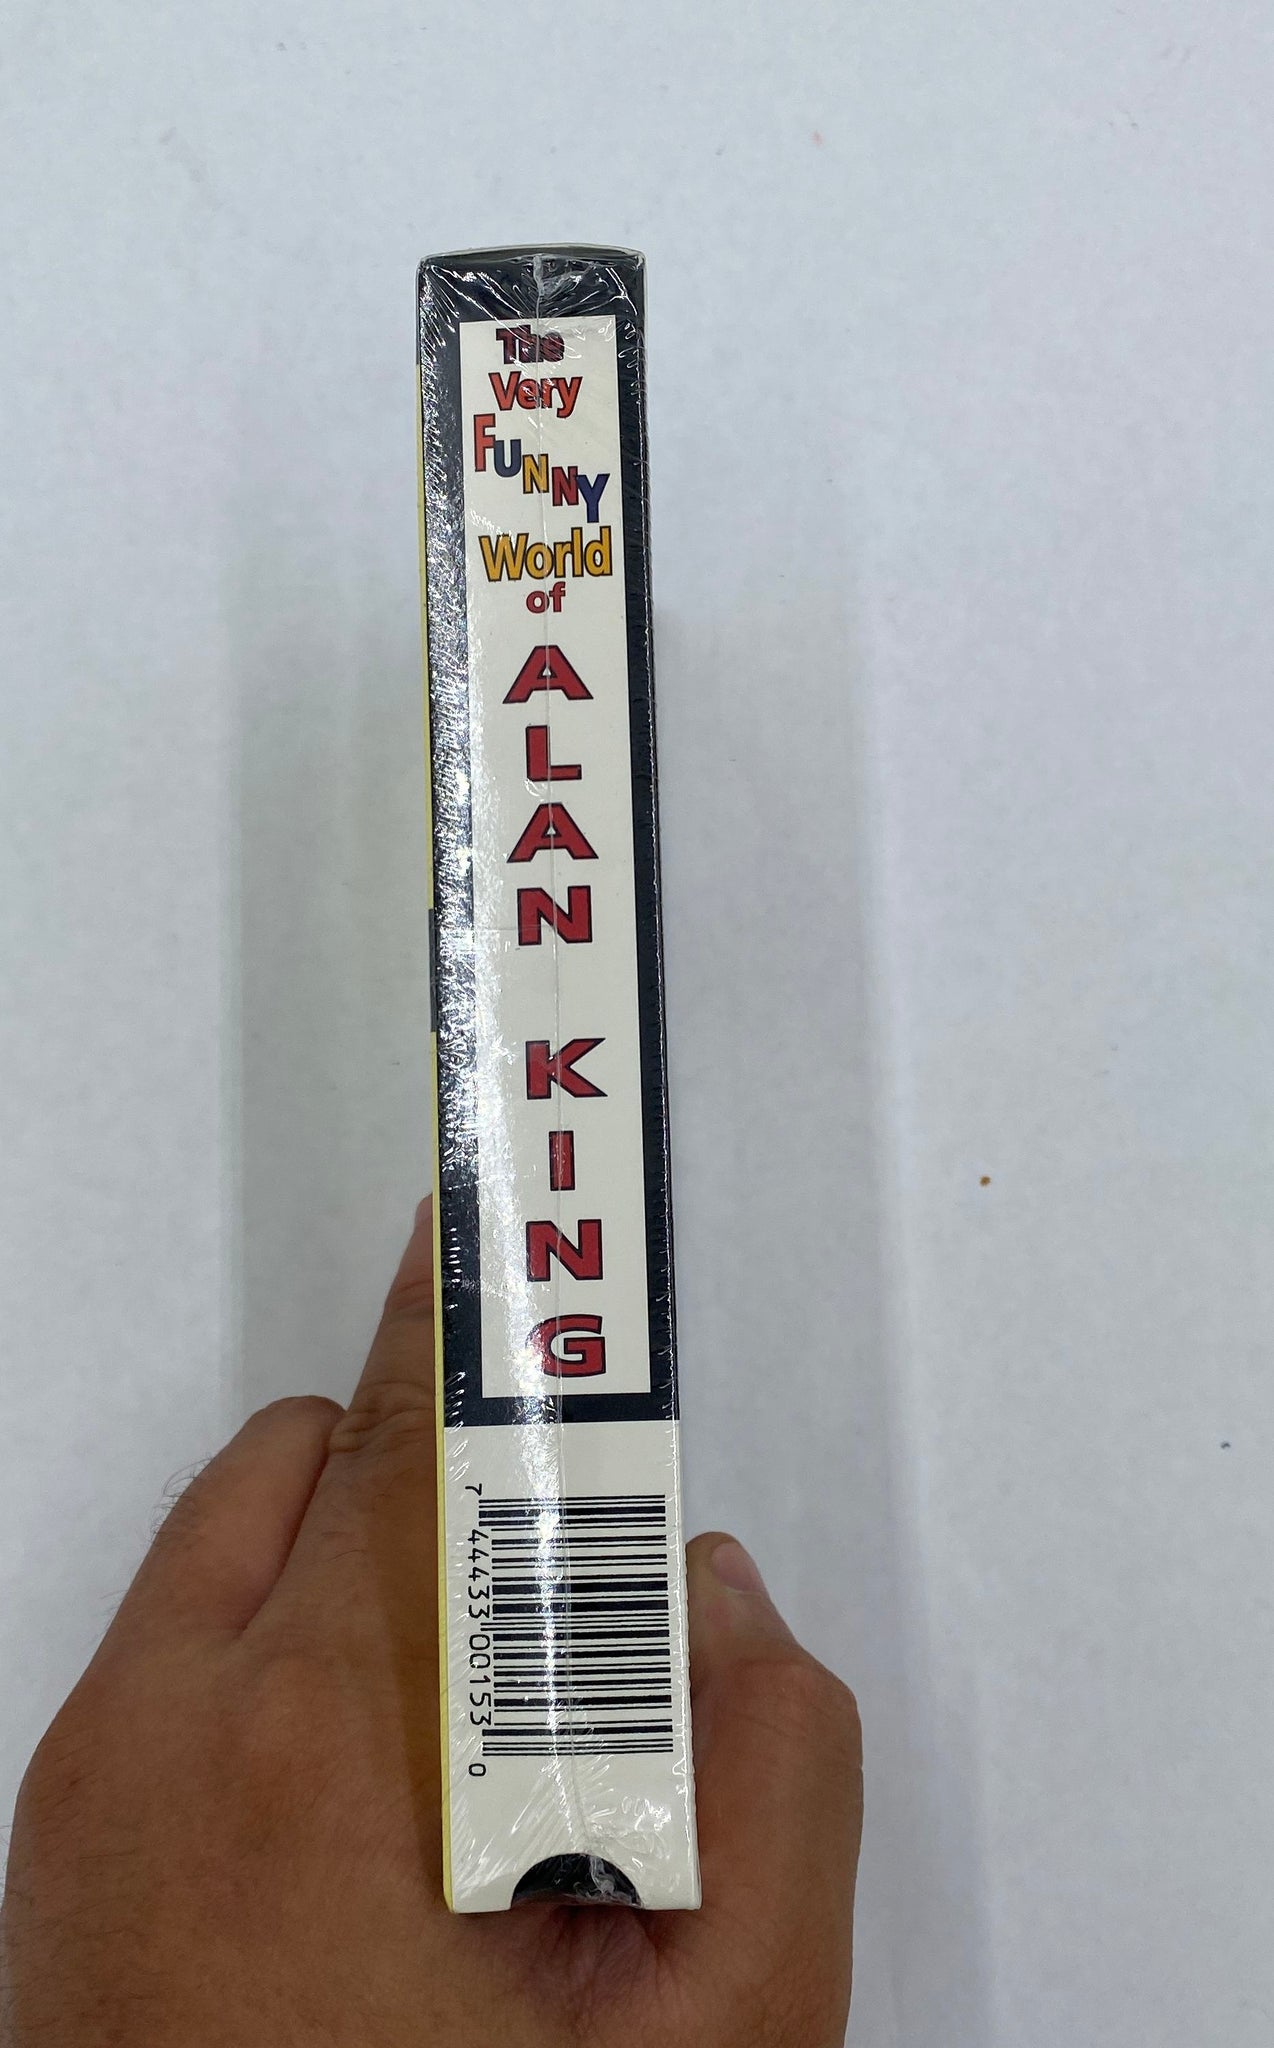 The
Very
FUNNY
World
of
ALAN KING
7 44433 00153 0